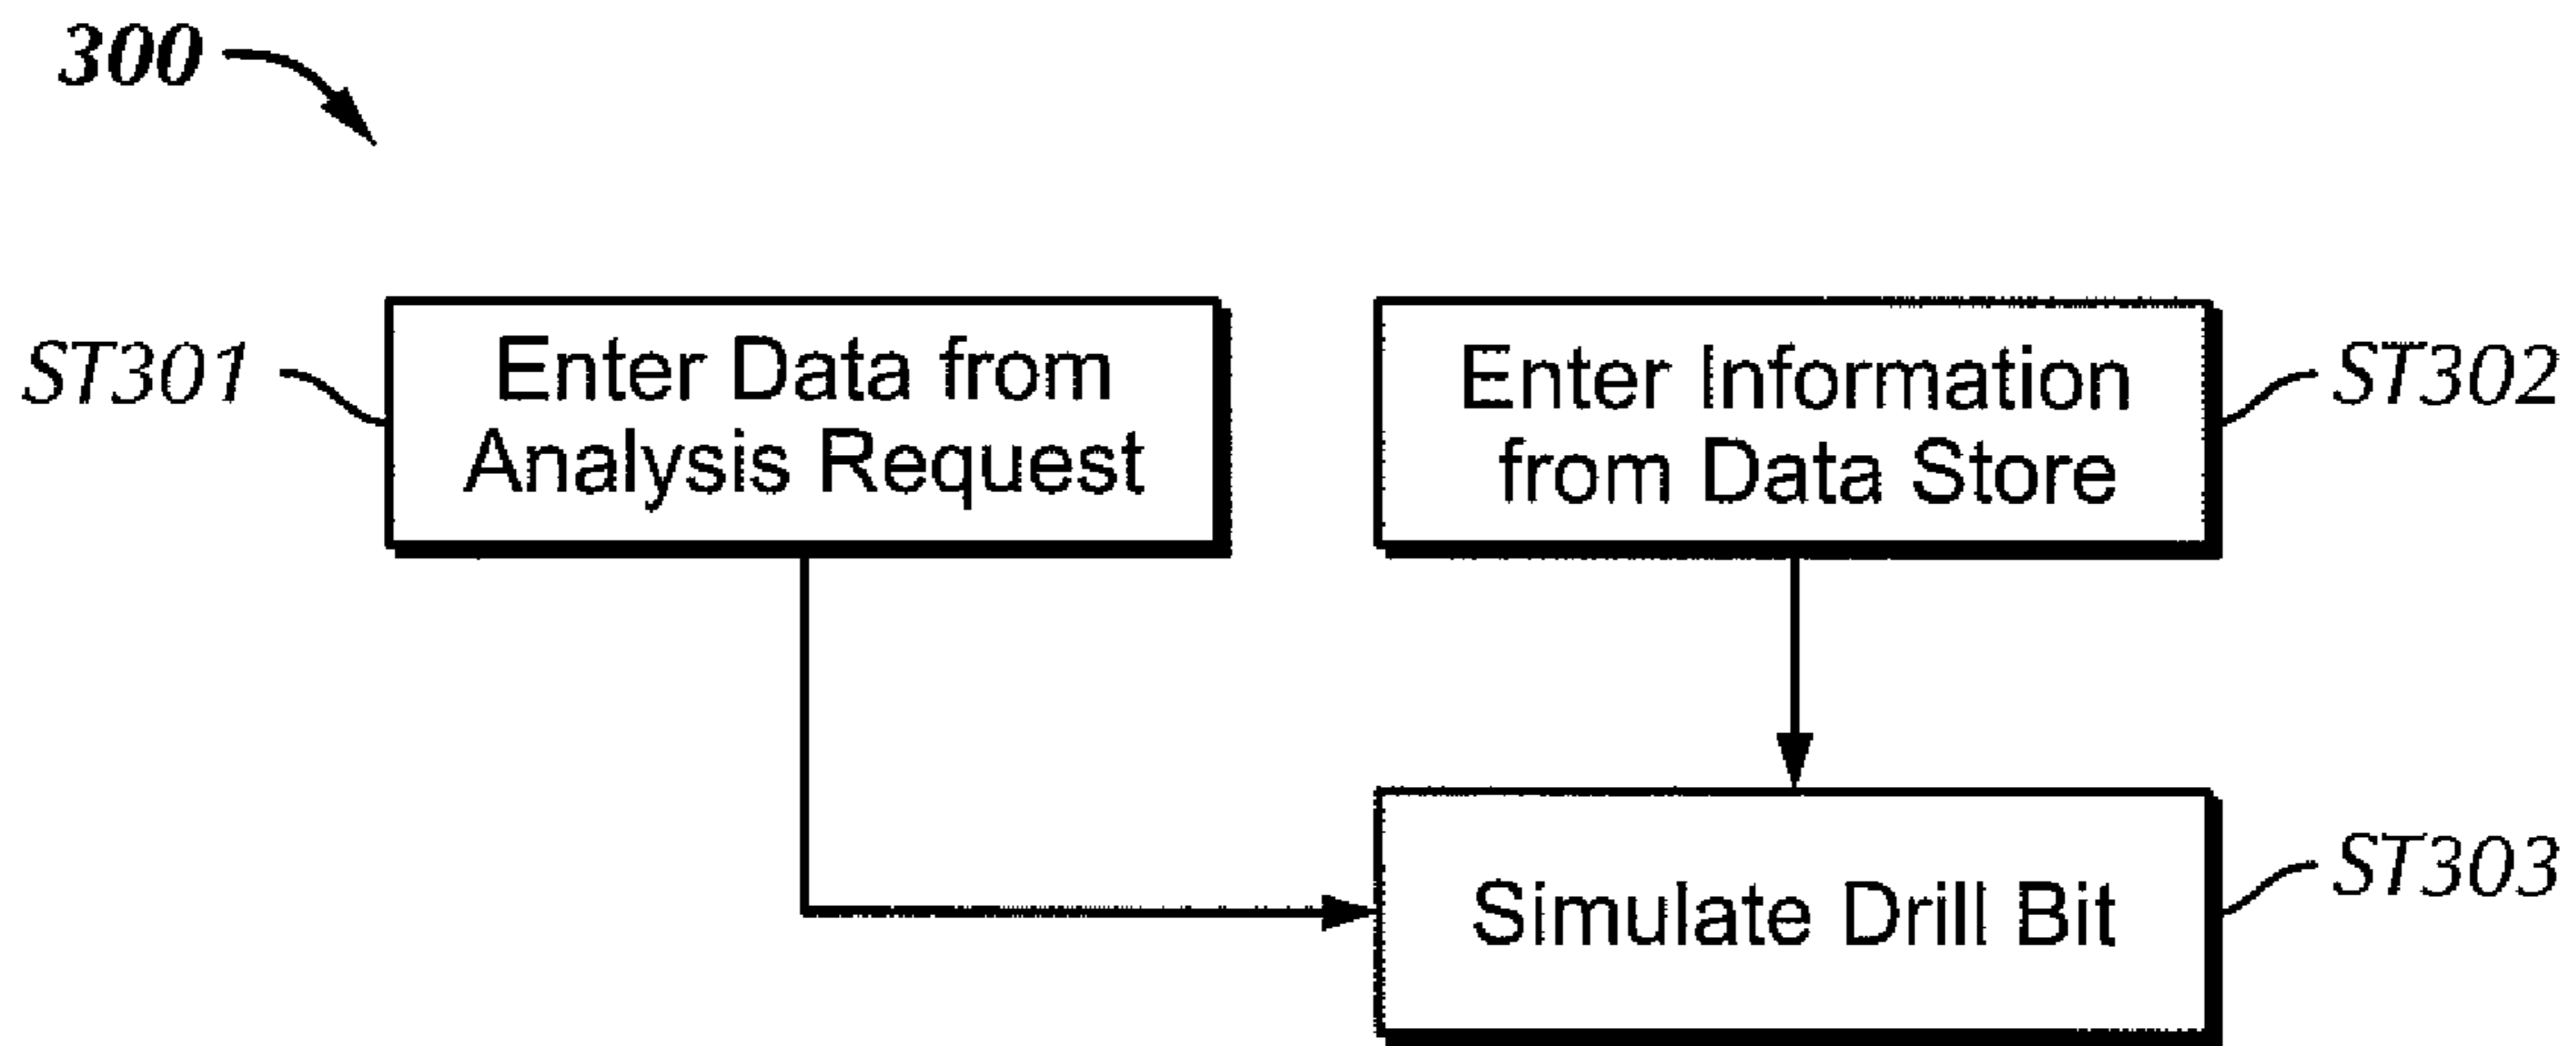 300
ST301
Enter Data from
Analysis Request
Enter Information
from Data Store
ST302
Simulate Drill Bit
ST303